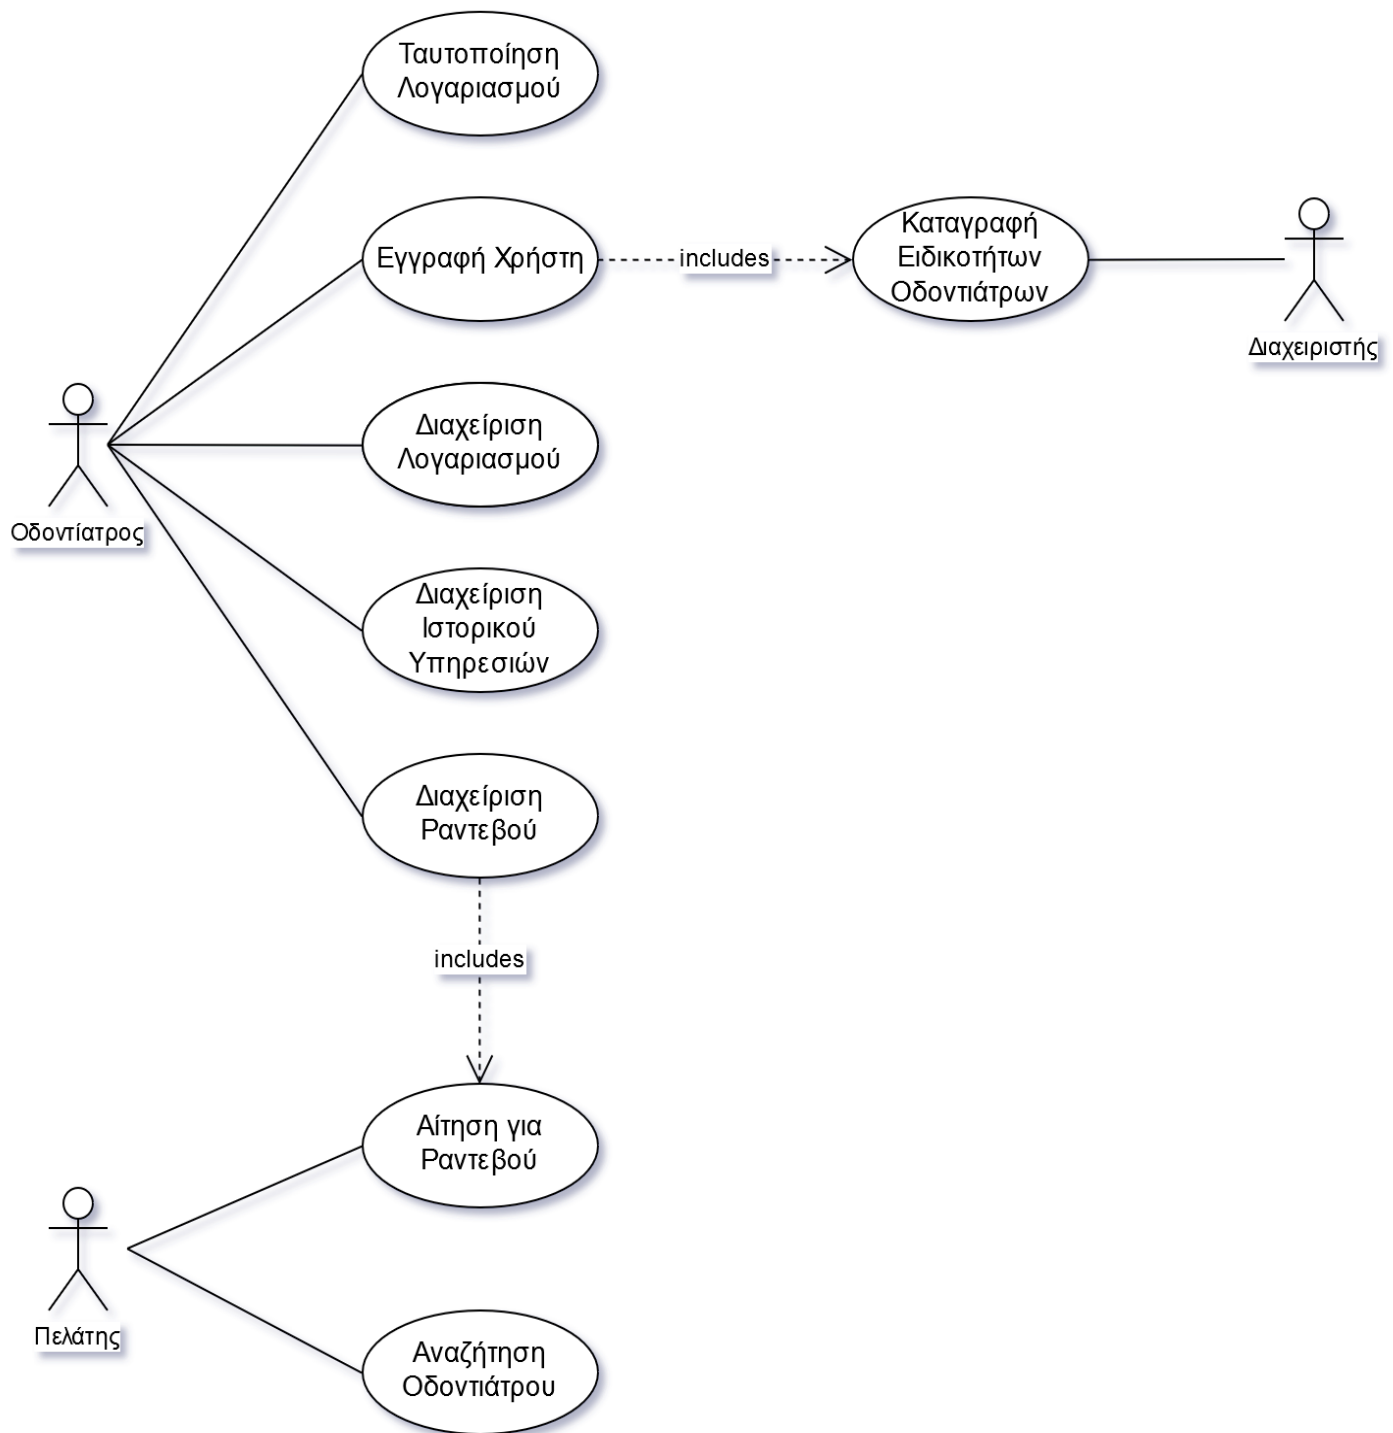 Ταυτοποίηση
Λογαριασμού
Εγγραφή Χρήστη
includes
Καταγραφή
Ειδικοτήτων
Οδοντιάτρων
Διαχειριστής
Διαχείριση
Λογαριασμού
Οδοντίατρος
Διαχείριση
Ιστορικού
Υπηρεσιών
Διαχείριση
Ραντεβού
includes
Αίτηση για
Ραντεβού
Πελάτης
Αναζήτηση
Οδοντιάτρου